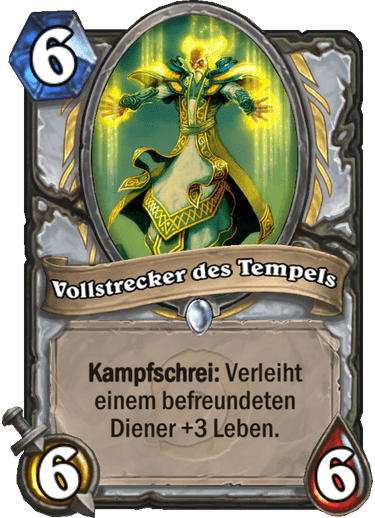 6
Vollstrecker des Tempels
Kampfschrei: Verleiht
einem befreundeten
Diener +3 Leben.
6
6